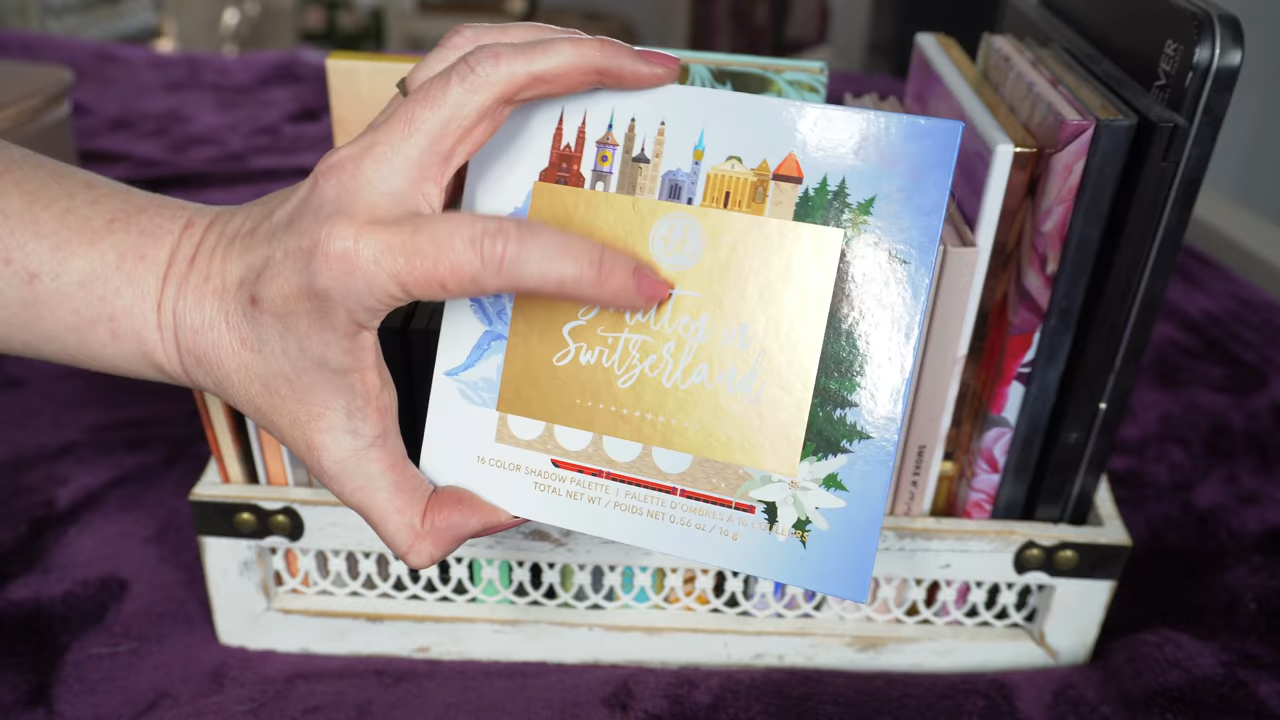 Switzerland
16 COLOR SHADOW PALETTE | PALETTE D'OMBRES À 16 COULEURS
TOTAL NET WT / POIDS NET 0.56 oz / 16 g